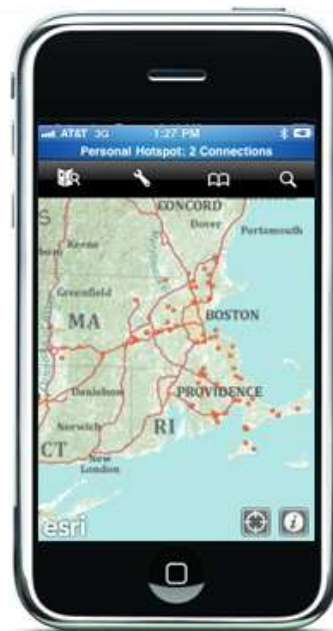 AT&T 3G 1:27 PM
Personal Hotspot: 2 Connections
CONCORD
Dover
Portsmouth
Keene
Greenfield
MA
BOSTON
Danielson
PROVIDENCE
Norwich
RI
CT
New
London
esri